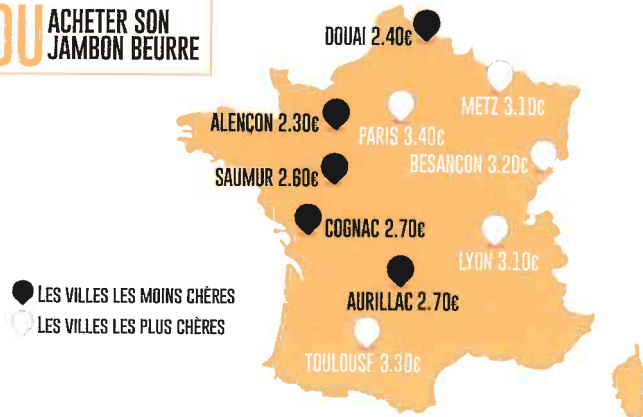 OU ACHETER SON
JAMBON BEURRE
DOUAI 2.40€
METZ 3.10€
ALENÇON 2.30€
PARIS 3.40€
BESANÇON 3.20€
SAUMUR 2.60€
COGNAC 2.70€
LYON 3.10€
LES VILLES LES MOINS CHÈRES
AURILLAC 2.70€
LES VILLES LES PLUS CHÈRES
TOULOUSE 3.30€